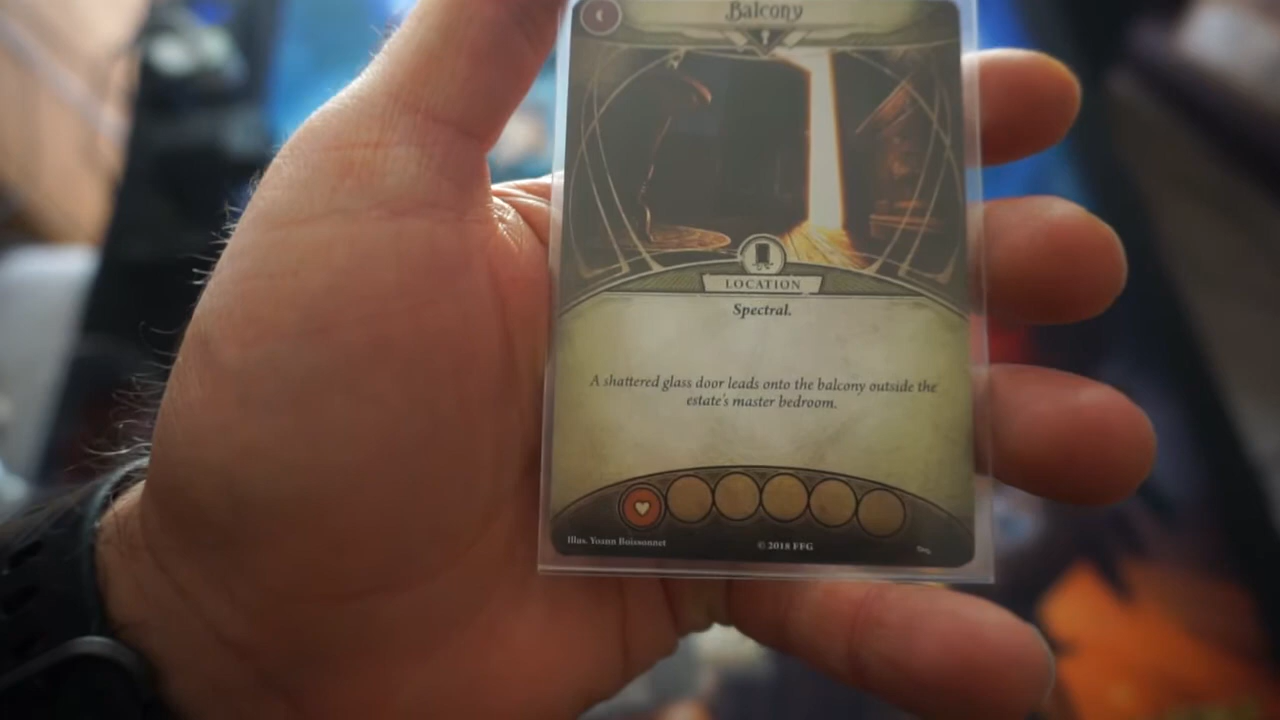 Balcony
LOCATION
Spectral.
A shattered glass door leads onto the balcony outside the
estate's master bedroom.
Illus. Yoann Boissonnet
© 2018 FFG